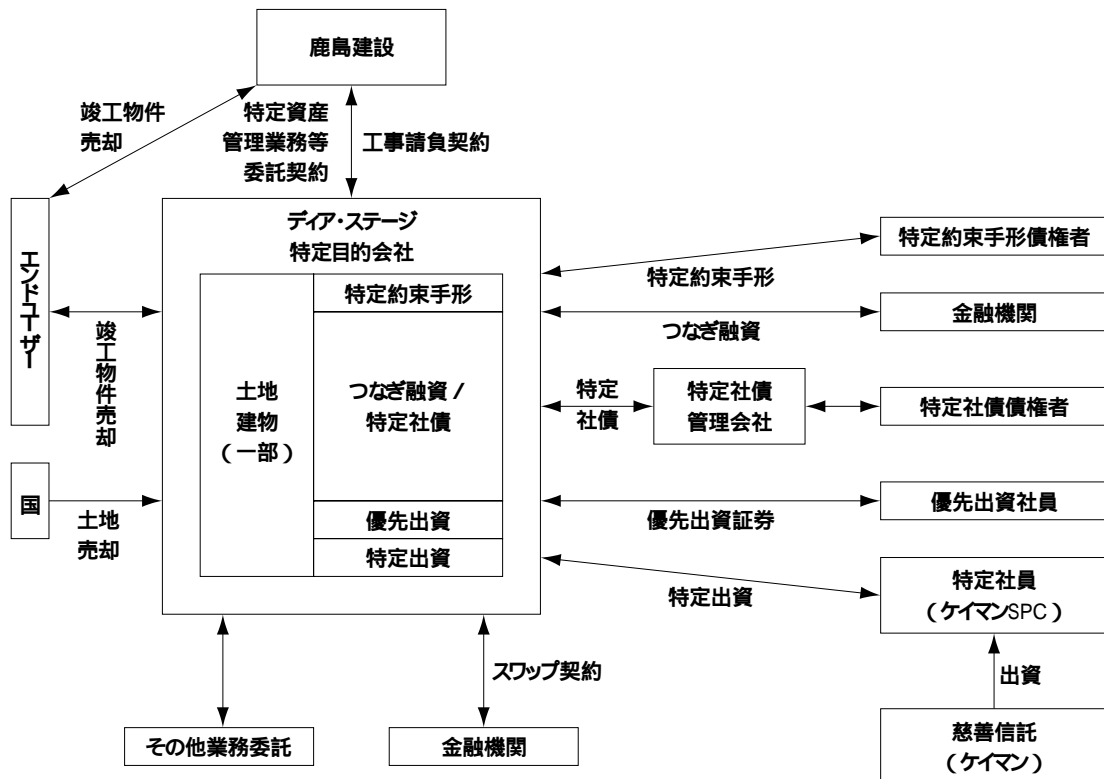 鹿島建設
竣工物件
売却
特定資産
管理業務等
委託契約
工事請負契約
ディア・ステージ
特定目的会社
エンドユーザー
竣工物件売却
国
土地
売却
土地
建物
(一部)
特定約束手形
つなぎ融資/
特定社債
優先出資
特定出資
特定約束手形
特定約束手形債権者
つなぎ融資
金融機関
特定
社債
特定社債
管理会社
特定社債債権者
優先出資証券
優先出資社員
特定出資
特定社員
(ケイマンSPC)
出資
慈善信託
(ケイマン)
スワップ契約
その他業務委託
金融機関